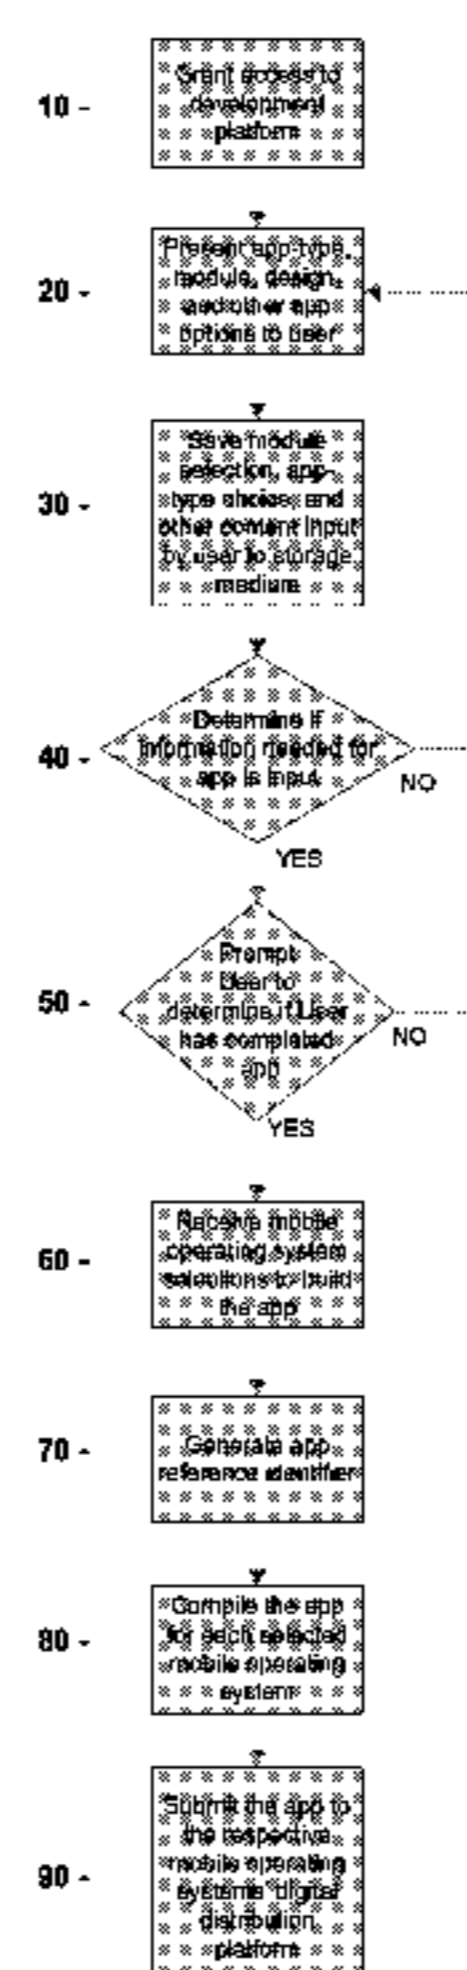 10 -
Grant access to
development
platform
20 -
Present app-type,
module, design,
and other app
options to user
30 -
Save module
selection, app-
type choice, and
other content input
by user to storage
medium
40 -
Determine if
information needed for
app is input
NO
YES
50 -
Prompt
User to
determine if User
has completed
app
NO
YES
60 -
Receive mobile
operating system
selections to build
the app
70 -
Generate app
reference identifier
80 -
Compile the app
for each selected
mobile operating
system
90 -
Submit the app to
the respective
mobile operating
systems' digital
distribution
platform